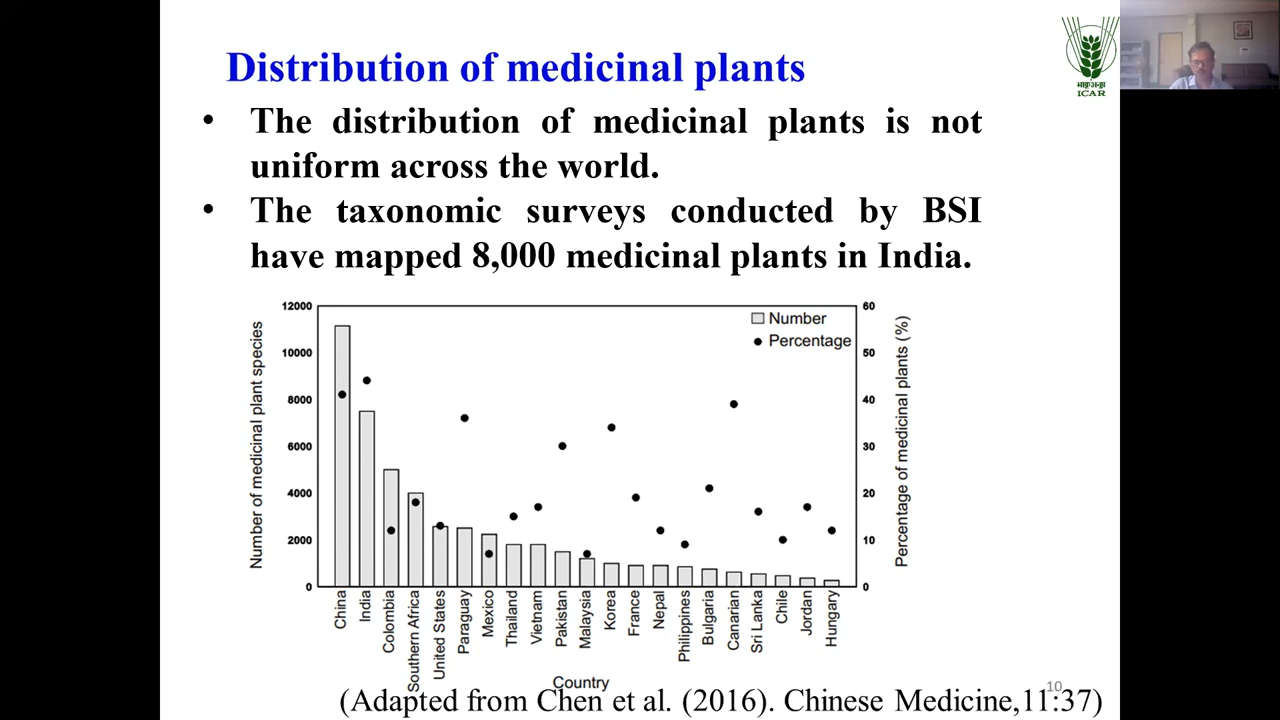 Distribution of medicinal plants
• The distribution of medicinal plants is not
uniform across the world.
• The taxonomic surveys conducted by BSI
have mapped 8,000 medicinal plants in India.
ICAR
12000
10000
8000
6000
4000
2000
0
Number of medicinal plant species
Number
Percentage
60
50
40
30
20
10
0
Percentage of medicinal plants (%)
China
India
Colombia
Southern Africa
United States
Paraguay
Mexico
Thailand
Vietnam
Pakistan
Malaysia
Korea
France
Nepal
Philippines
Bulgaria
Canarian
Sri Lanka
Chile
Jordan
Hungary
Country
10
(Adapted from Chen et al. (2016). Chinese Medicine,11:37)